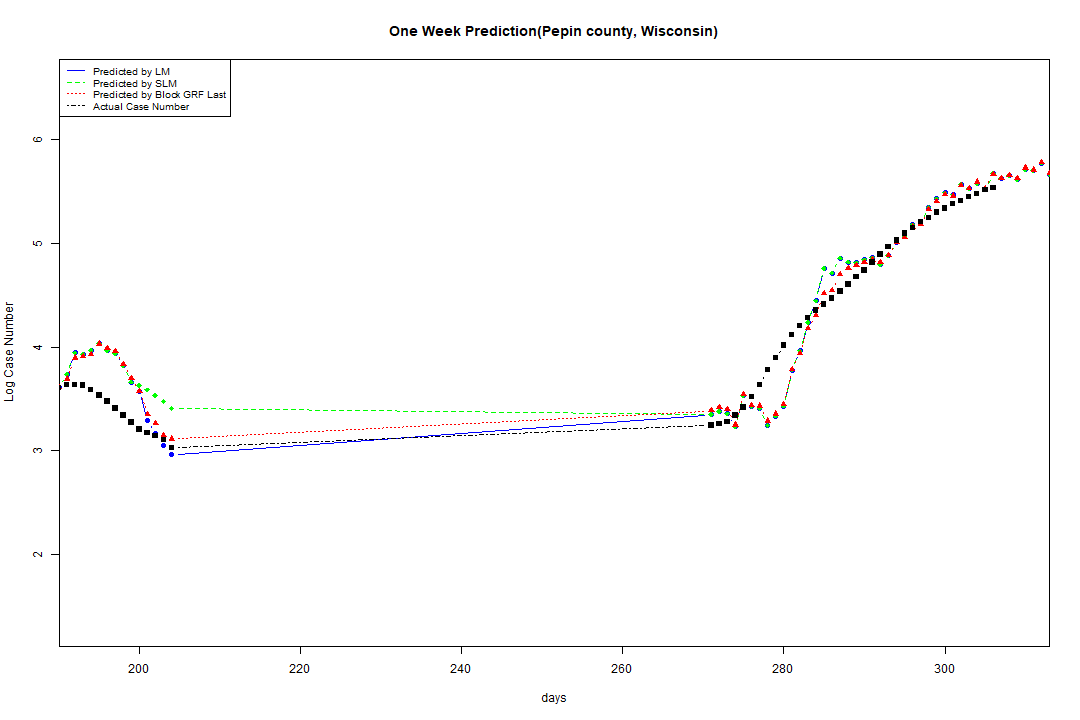 One Week Prediction(Pepin county, Wisconsin)
Predicted by LM
Predicted by SLM
Predicted by Block GRF Last
Actual Case Number
Log Case Number
6
5
4
3
2
200 220 240 260 280 300
days